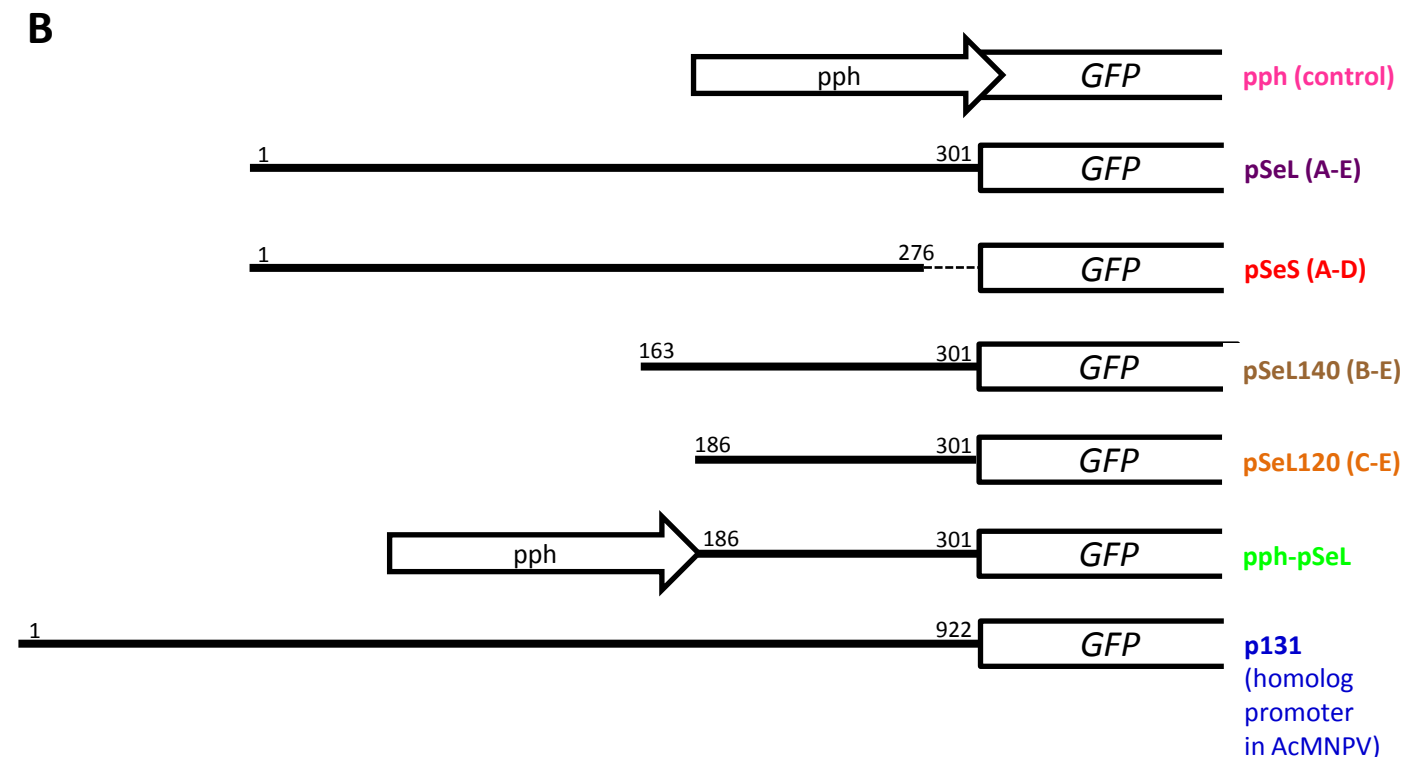 B
pph GFP pph (control)
1 301 GFP pSeL (A-E)
1 276 GFP pSeS (A-D)
163 301 GFP pSeL140 (B-E)
186 301 GFP pSeL120 (C-E)
pph 186 301 GFP pph-pSeL
1 922 GFP p131
(homolog
promoter
in AcMNPV)